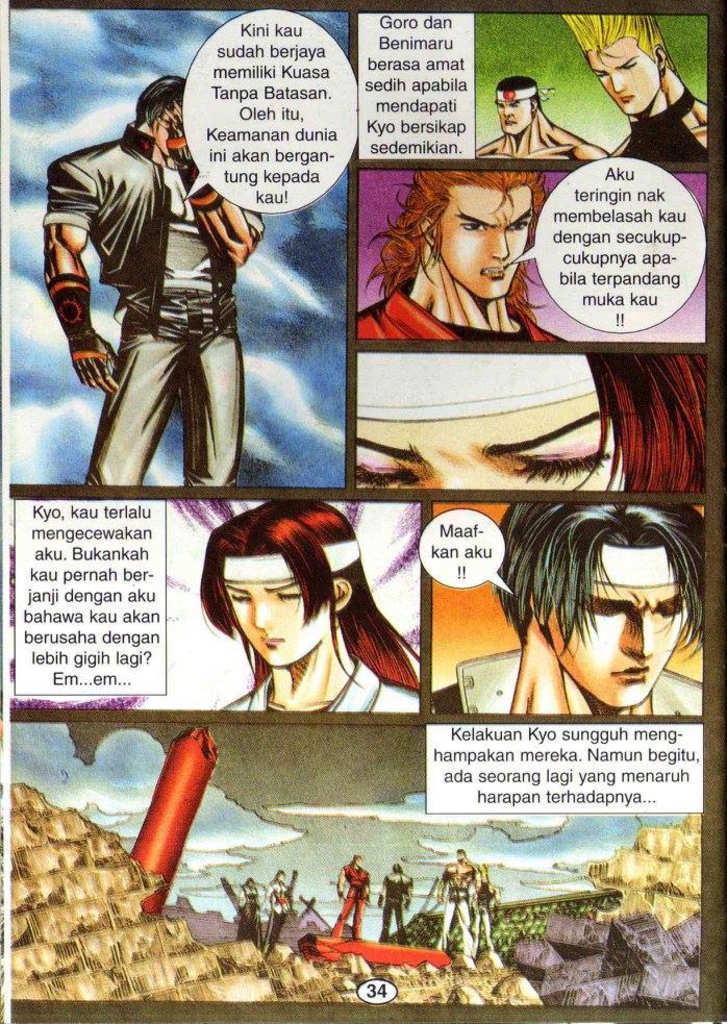 Kini kau
sudah berjaya
memiliki Kuasa
Tanpa Batasan.
Oleh itu,
Keamanan dunia
ini akan bergan-
tung kepada
kau!
Goro dan
Benimaru
berasa amat
sedih apabila
mendapati
Kyo bersikap
sedemikian.
Aku
teringin nak
membelasah kau
dengan secukup-
cukupnya apa-
bila terpandang
muka kau
!!
Kyo, kau terlalu
mengecewakan
aku. Bukankah
kau pernah ber-
janji dengan aku
bahawa kau akan
berusaha dengan
lebih gigih lagi?
Em...em...
Maaf-
kan aku
!!
Kelakuan Kyo sungguh meng-
hampakan mereka. Namun begitu,
ada seorang lagi yang menaruh
harapan terhadapnya...
34